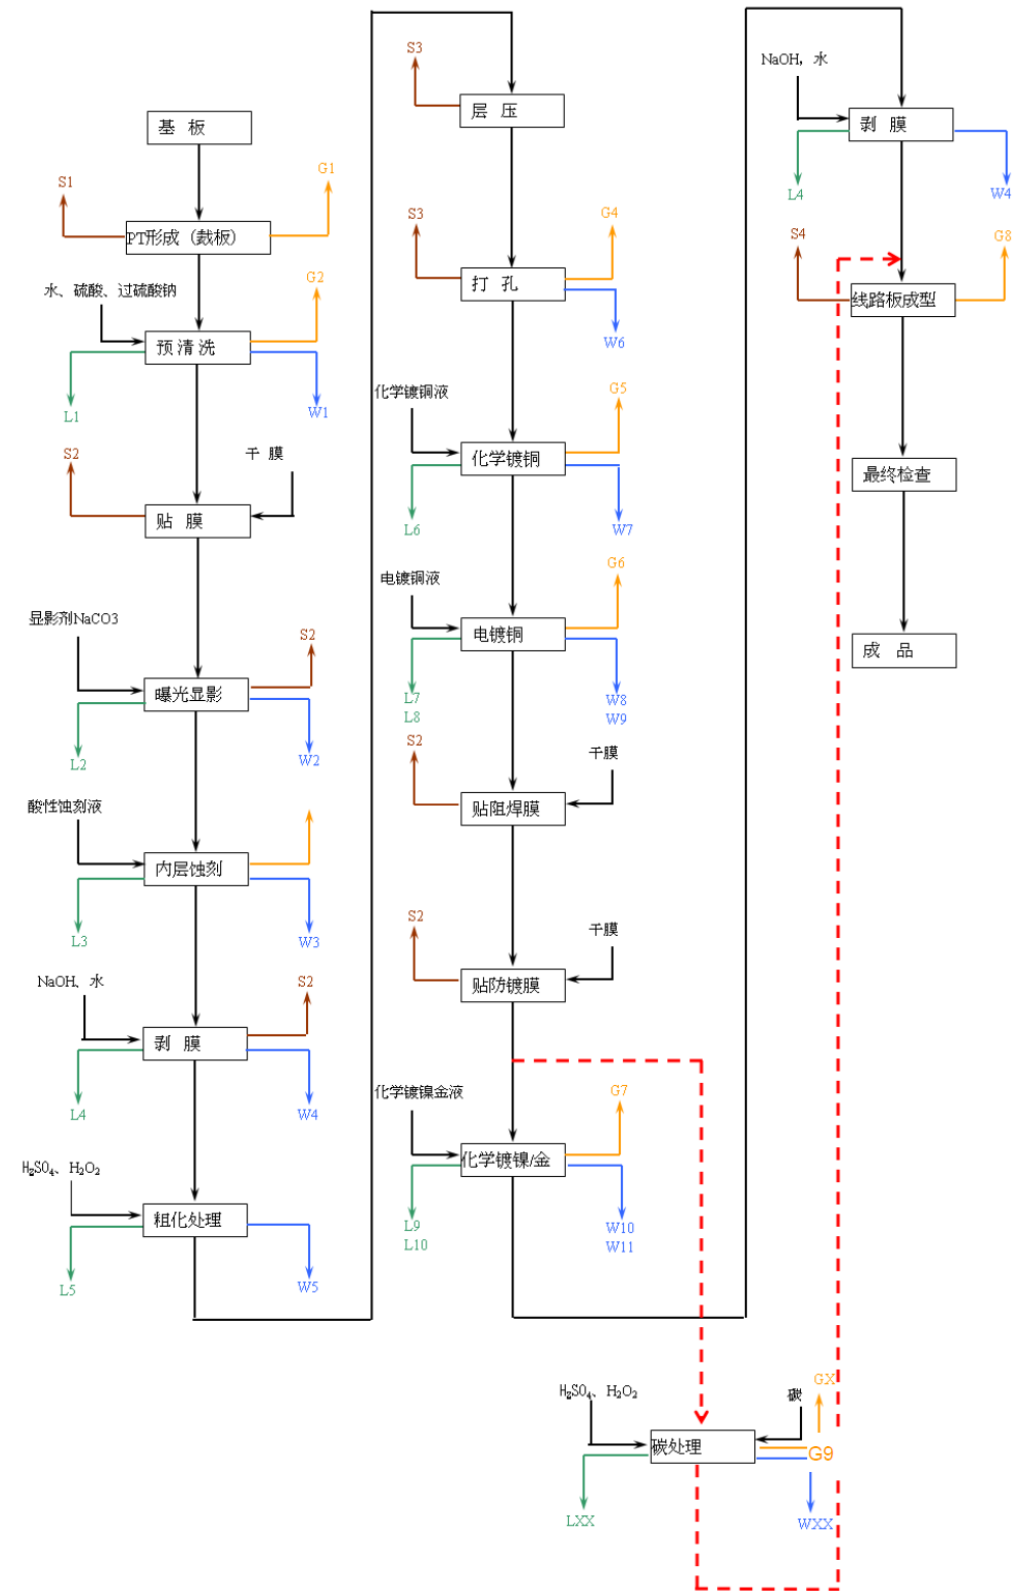 基 板
S1
G1
PT形成（裁板）
水、硫酸、过硫酸钠
G2
预清洗
L1
W1
S2
干 膜
贴 膜
显影剂NaCO3
S2
曝光显影
L2
W2
酸性蚀刻液
内层蚀刻
L3
W3
NaOH、水
S2
剥 膜
L4
W4
H₂SO₄、H₂O₂
粗化处理
L5
W5
S3
层 压
S3
G4
打 孔
W6
化学镀铜液
G5
化学镀铜
L6
W7
电镀铜液
G6
电镀铜
L7
L8
W8
W9
S2
干膜
贴阻焊膜
S2
干膜
贴防镀膜
化学镀镍金液
G7
化学镀镍/金
L9
L10
W10
W11
NaOH，水
剥 膜
L4
W4
S4
G8
线路板成型
最终检查
成 品
H₂SO₄、H₂O₂
碳
GX
碳处理
G9
LXX
WXX